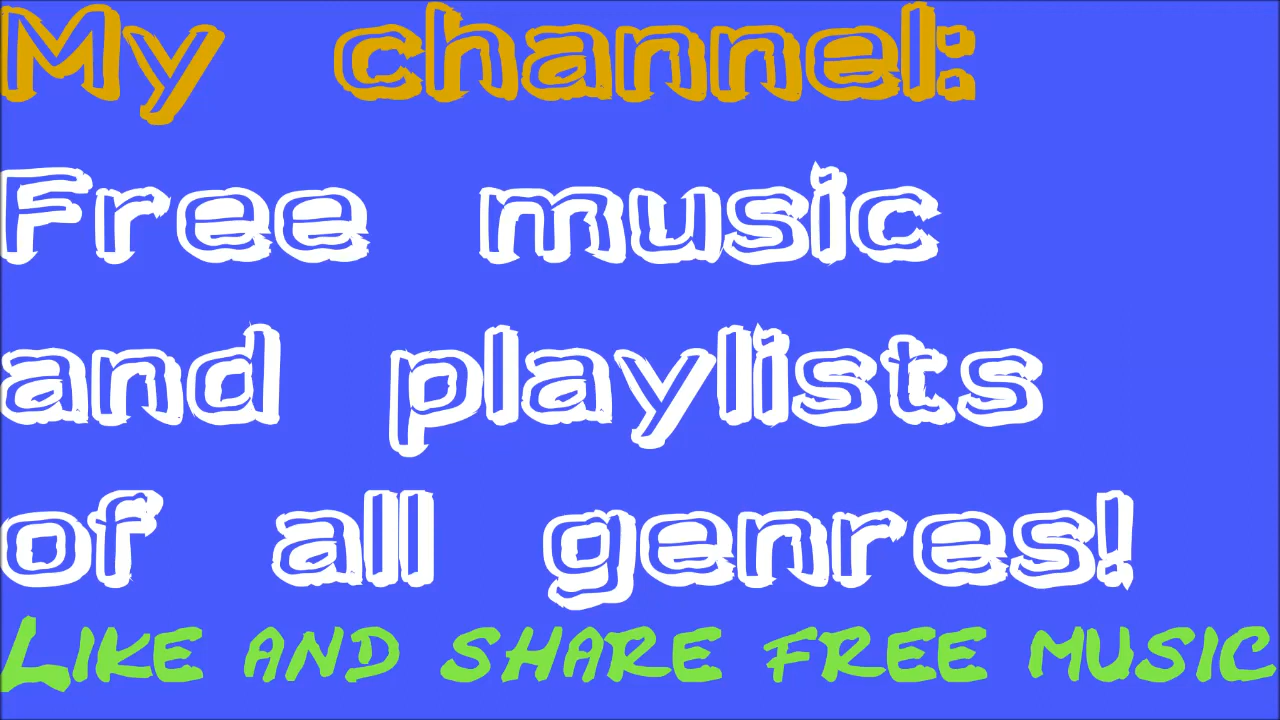 My channel:
Free music
and playlists
of all genres!
LIKE AND SHARE FREE MUSIC